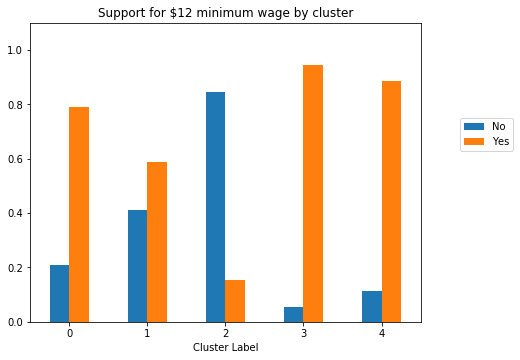 Support for $12 minimum wage by cluster
1.0
0.8
0.6
0.4
0.2
0.0
0 1 2 3 4
Cluster Label
No
Yes